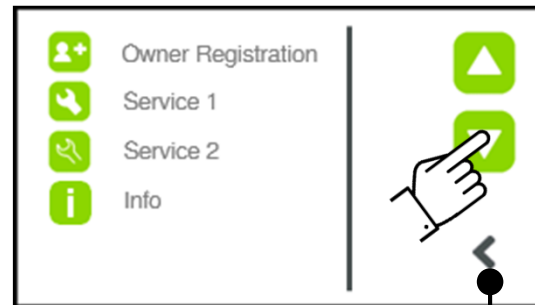 Owner Registration
Service 1
Service 2
Info